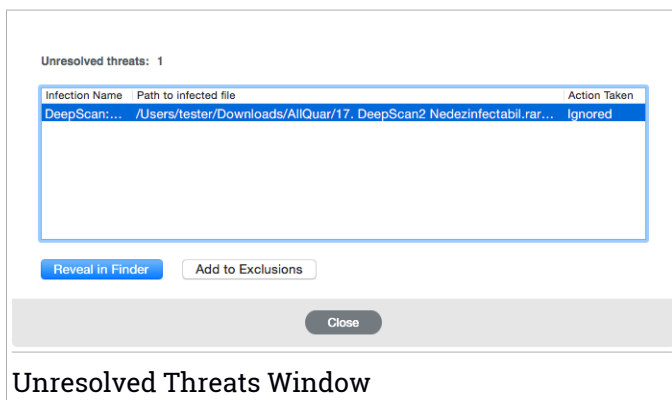 Unresolved threats: 1
Infection Name Path to infected file Action Taken
DeepScan:... /Users/tester/Downloads/AllQuar/17. DeepScan2 Nedezinfectabil.rar... Ignored
Reveal in Finder Add to Exclusions
Close
Unresolved Threats Window